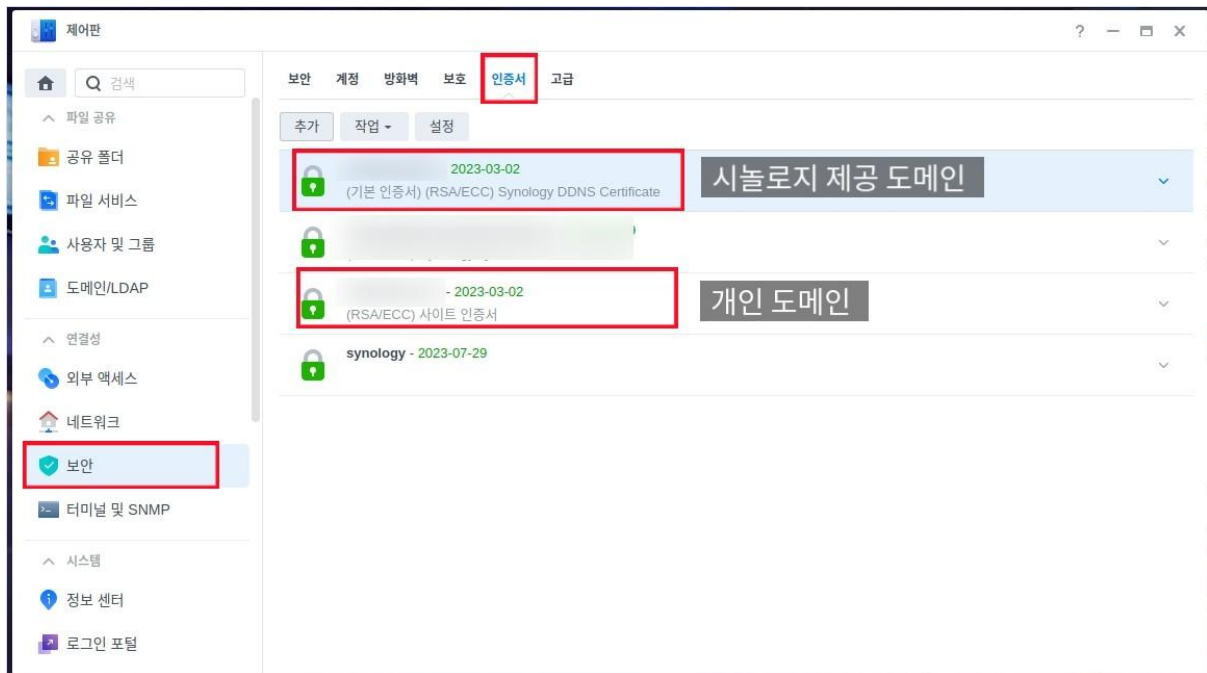 제어판
?
검색
파일 공유
공유 폴더
파일 서비스
사용자 및 그룹
도메인/LDAP
연결성
외부 액세스
네트워크
보안
터미널 및 SNMP
시스템
정보 센터
로그인 포털
보안 계정 방화벽 보호 인증서 고급
추가 작업 설정
2023-03-02
(기본 인증서) (RSA/ECC) Synology DDNS Certificate
시놀로지 제공 도메인
- 2023-03-02
(RSA/ECC) 사이트 인증서
개인 도메인
synology - 2023-07-29